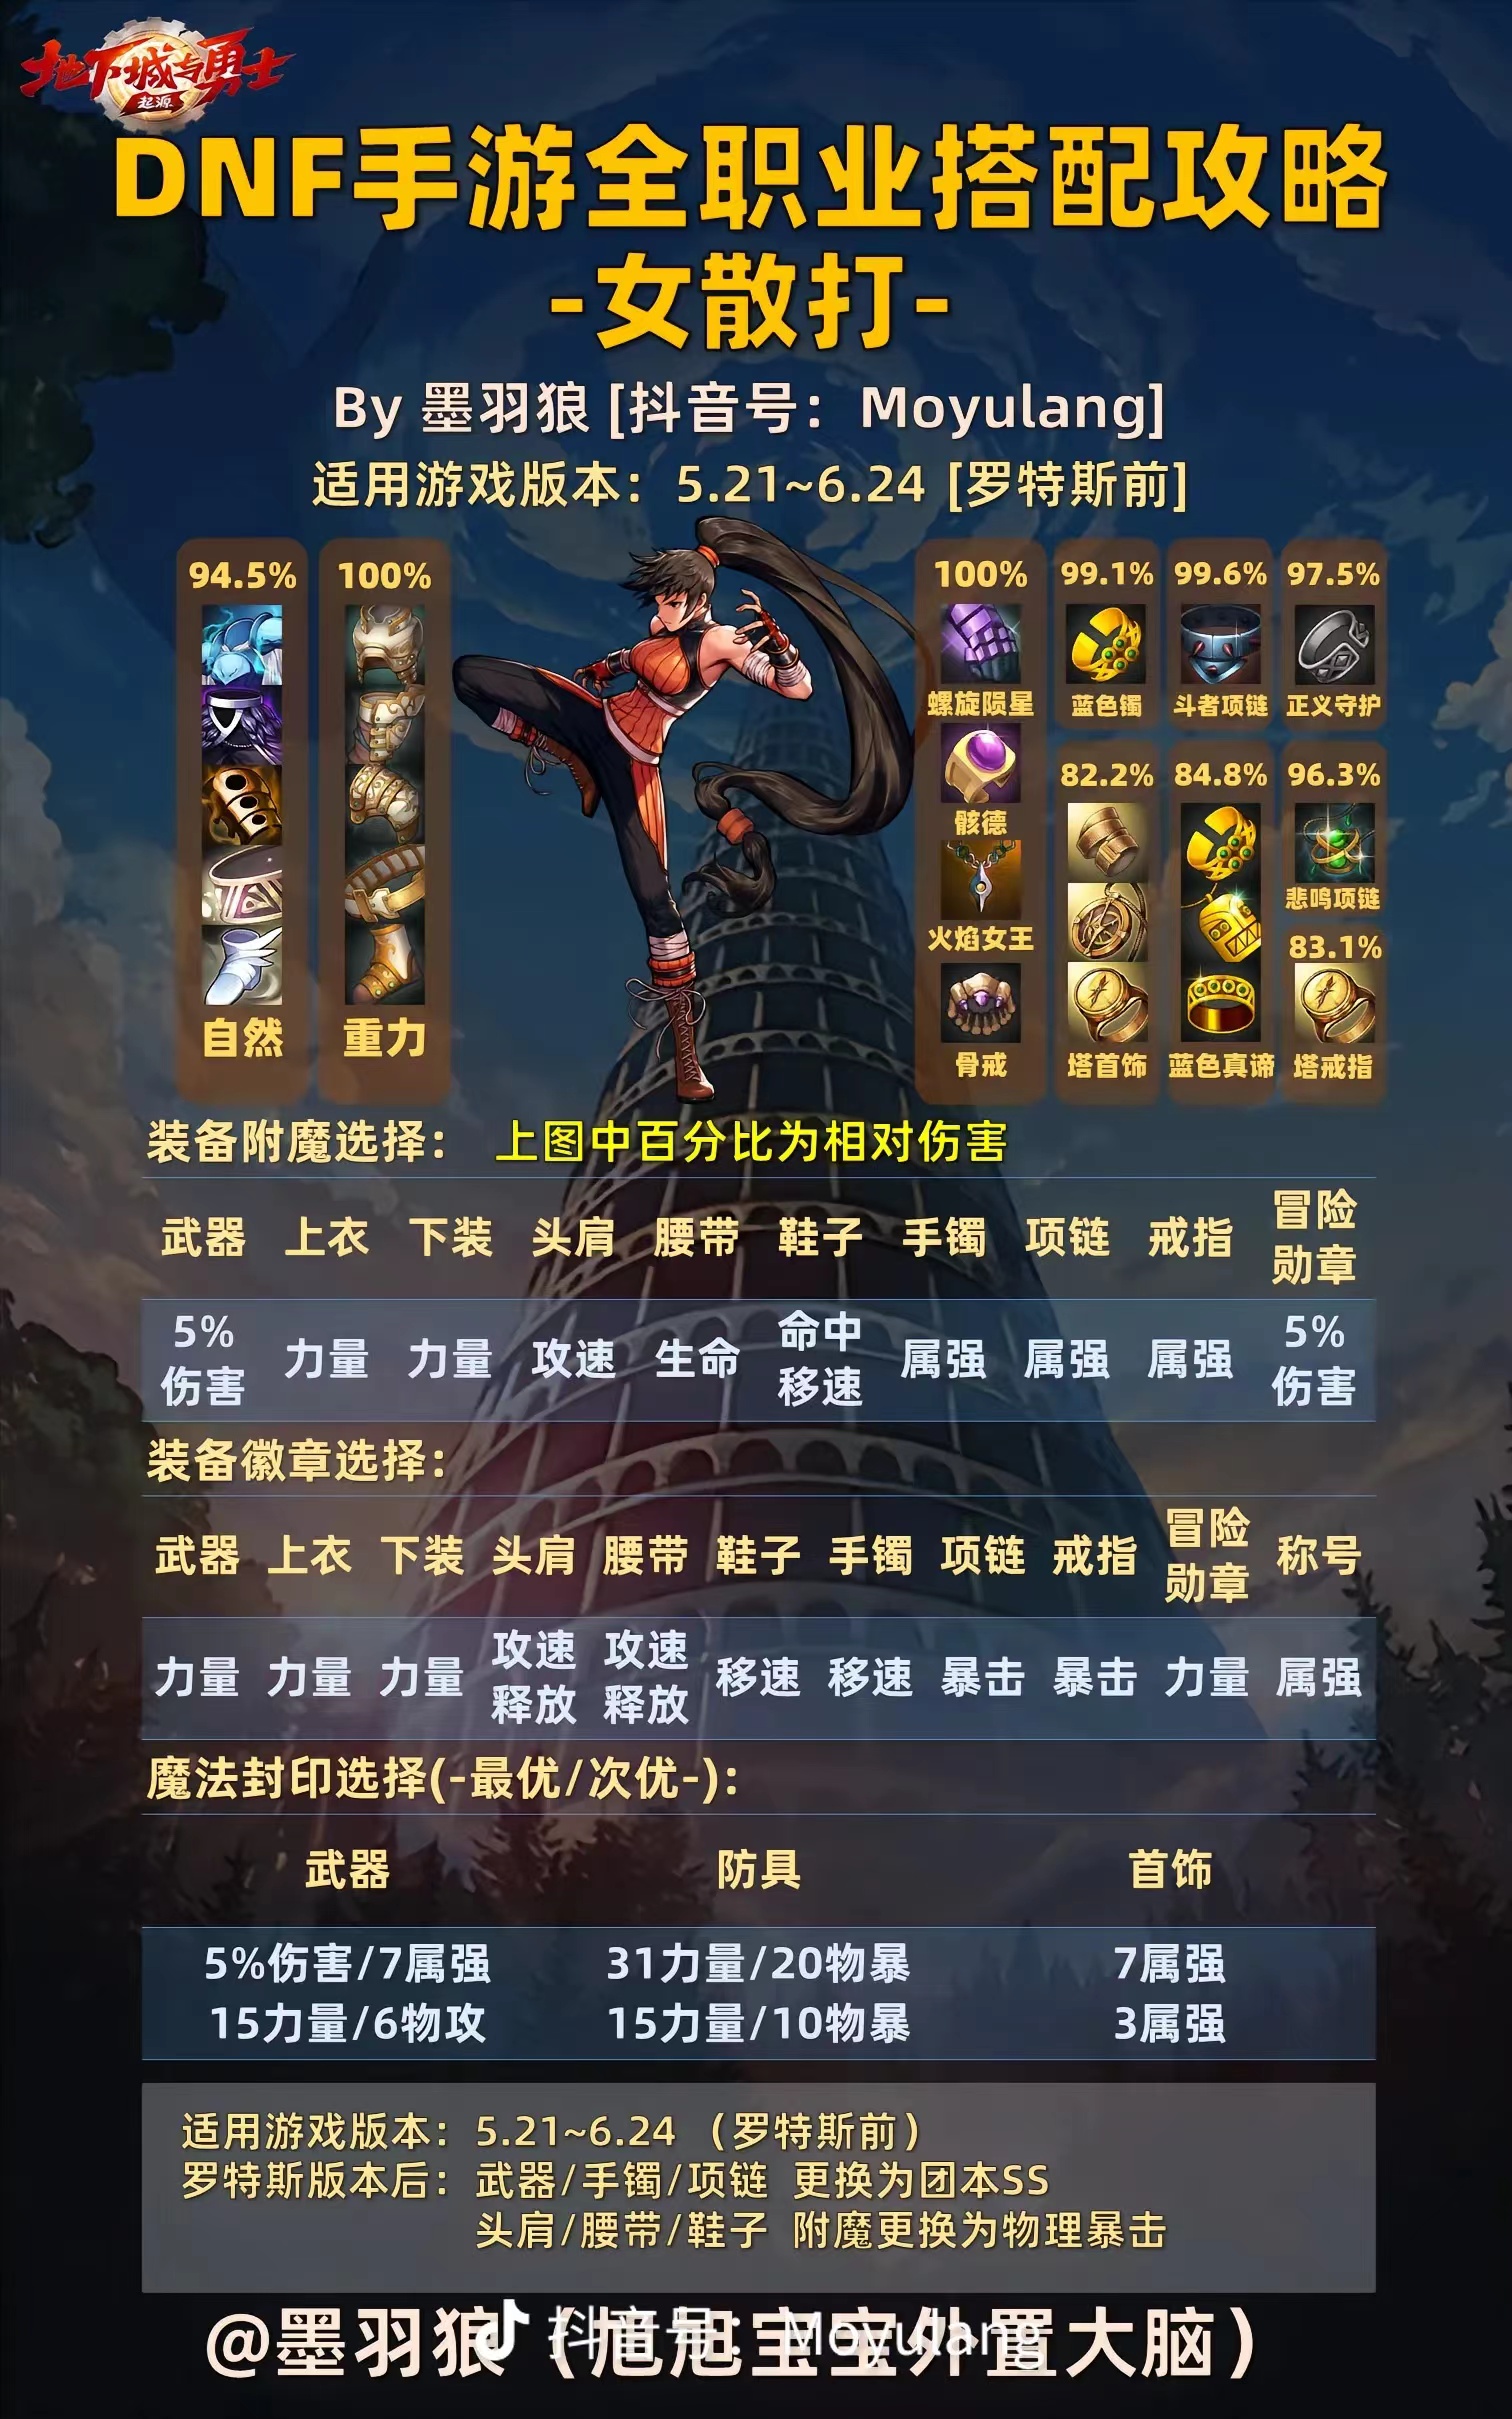 地下城与勇士
起源
DNF手游全职业搭配攻略
-女散打-
By 墨羽狼 [抖音号：Moyulang]
适用游戏版本：5.21~6.24 [罗特斯前]
94.5%
自然
100%
重力
100%
螺旋陨星
骸德
火焰女王
骨戒
99.1%
蓝色镯
99.6%
斗者项链
97.5%
正义守护
82.2%
塔首饰
84.8%
蓝色真谛
96.3%
悲鸣项链
83.1%
塔戒指
装备附魔选择： 上图中百分比为相对伤害
武器 上衣 下装 头肩 腰带 鞋子 手镯 项链 戒指 冒险勋章
5%伤害 力量 力量 攻速 生命 命中移速 属强 属强 属强 5%伤害
装备徽章选择：
武器 上衣 下装 头肩 腰带 鞋子 手镯 项链 戒指 冒险勋章 称号
力量 力量 力量 攻速释放 攻速释放 移速 移速 暴击 暴击 力量 属强
魔法封印选择(-最优/次优-)：
武器 防具 首饰
5%伤害/7属强 31力量/20物暴 7属强
15力量/6物攻 15力量/10物暴 3属强
适用游戏版本：5.21~6.24 （罗特斯前）
罗特斯版本后：武器/手镯/项链 更换为团本SS
头肩/腰带/鞋子 附魔更换为物理暴击
@墨羽狼（旭旭宝宝外置大脑）
抖音号：Moyulang